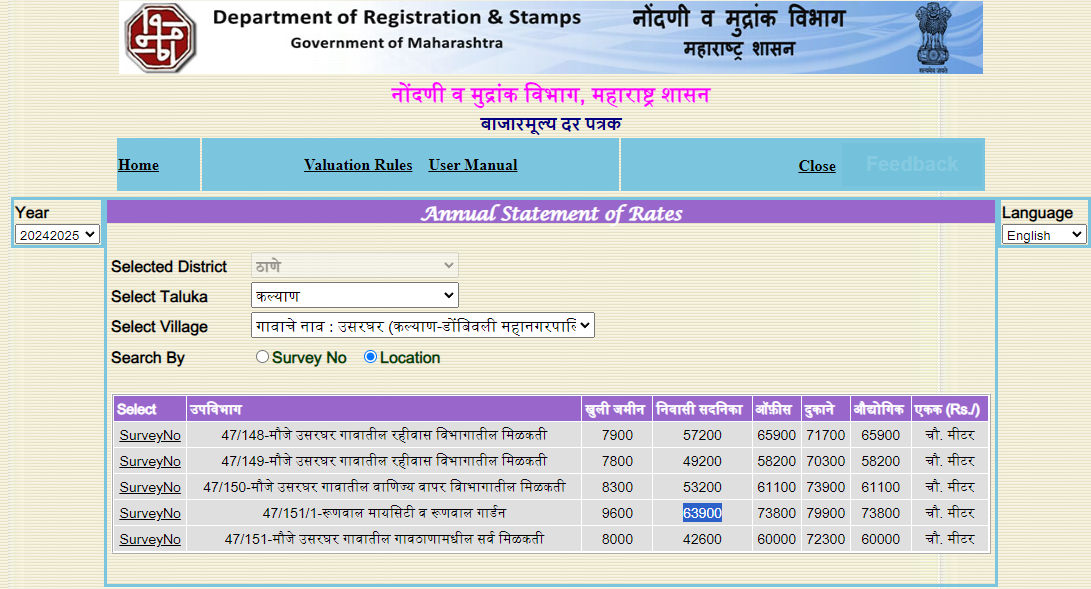 Department of Registration & Stamps
Government of Maharashtra
नोंदणी व मुद्रांक विभाग
महाराष्ट्र शासन
नोंदणी व मुद्रांक विभाग, महाराष्ट्र शासन
बाजारमूल्य दर पत्रक
Home Valuation Rules User Manual Close Feedback
Year
20242025
Annual Statement of Rates
Language
English
Selected District ठाणे
Select Taluka कल्याण
Select Village गावाचे नाव : उसरघर (कल्याण-डोंबिवली महानगरपालि
Search By Survey No Location
Select उपविभाग खुली जमीन निवासी सदनिका ऑफ़ीस दुकाने औद्योगिक एकक (Rs./)
SurveyNo 47/148-मौजे उसरघर गावातील रहीवास विभागातील मिळकती 7900 57200 65900 71700 65900 चौ. मीटर
SurveyNo 47/149-मौजे उसरघर गावातील रहीवास विभागातील मिळकती 7800 49200 58200 70300 58200 चौ. मीटर
SurveyNo 47/150-मौजे उसरघर गावातील वाणिज्य वापर विाभागातील मिळकती 8300 53200 61100 73900 61100 चौ. मीटर
SurveyNo 47/151/1-रूणवाल मायसिटी व रूणवाल गार्डन 9600 63900 73800 79900 73800 चौ. मीटर
SurveyNo 47/151-मौजे उसरघर गावातील गावठाणामधील सर्व मिळकती 8000 42600 60000 72300 60000 चौ. मीटर